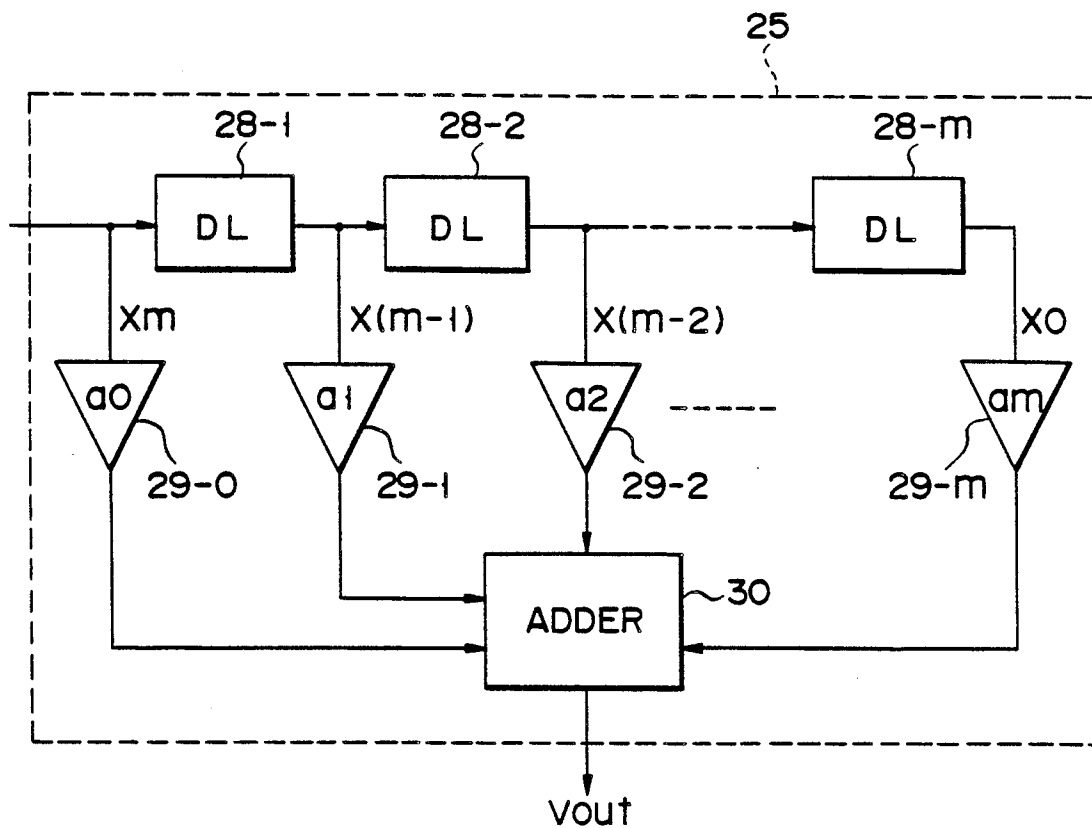 25
28-1
28-2
28-m
DL
DL
DL
Xm
X(m-1)
X(m-2)
X0
a0
a1
a2
am
29-0
29-1
29-2
29-m
ADDER
30
Vout